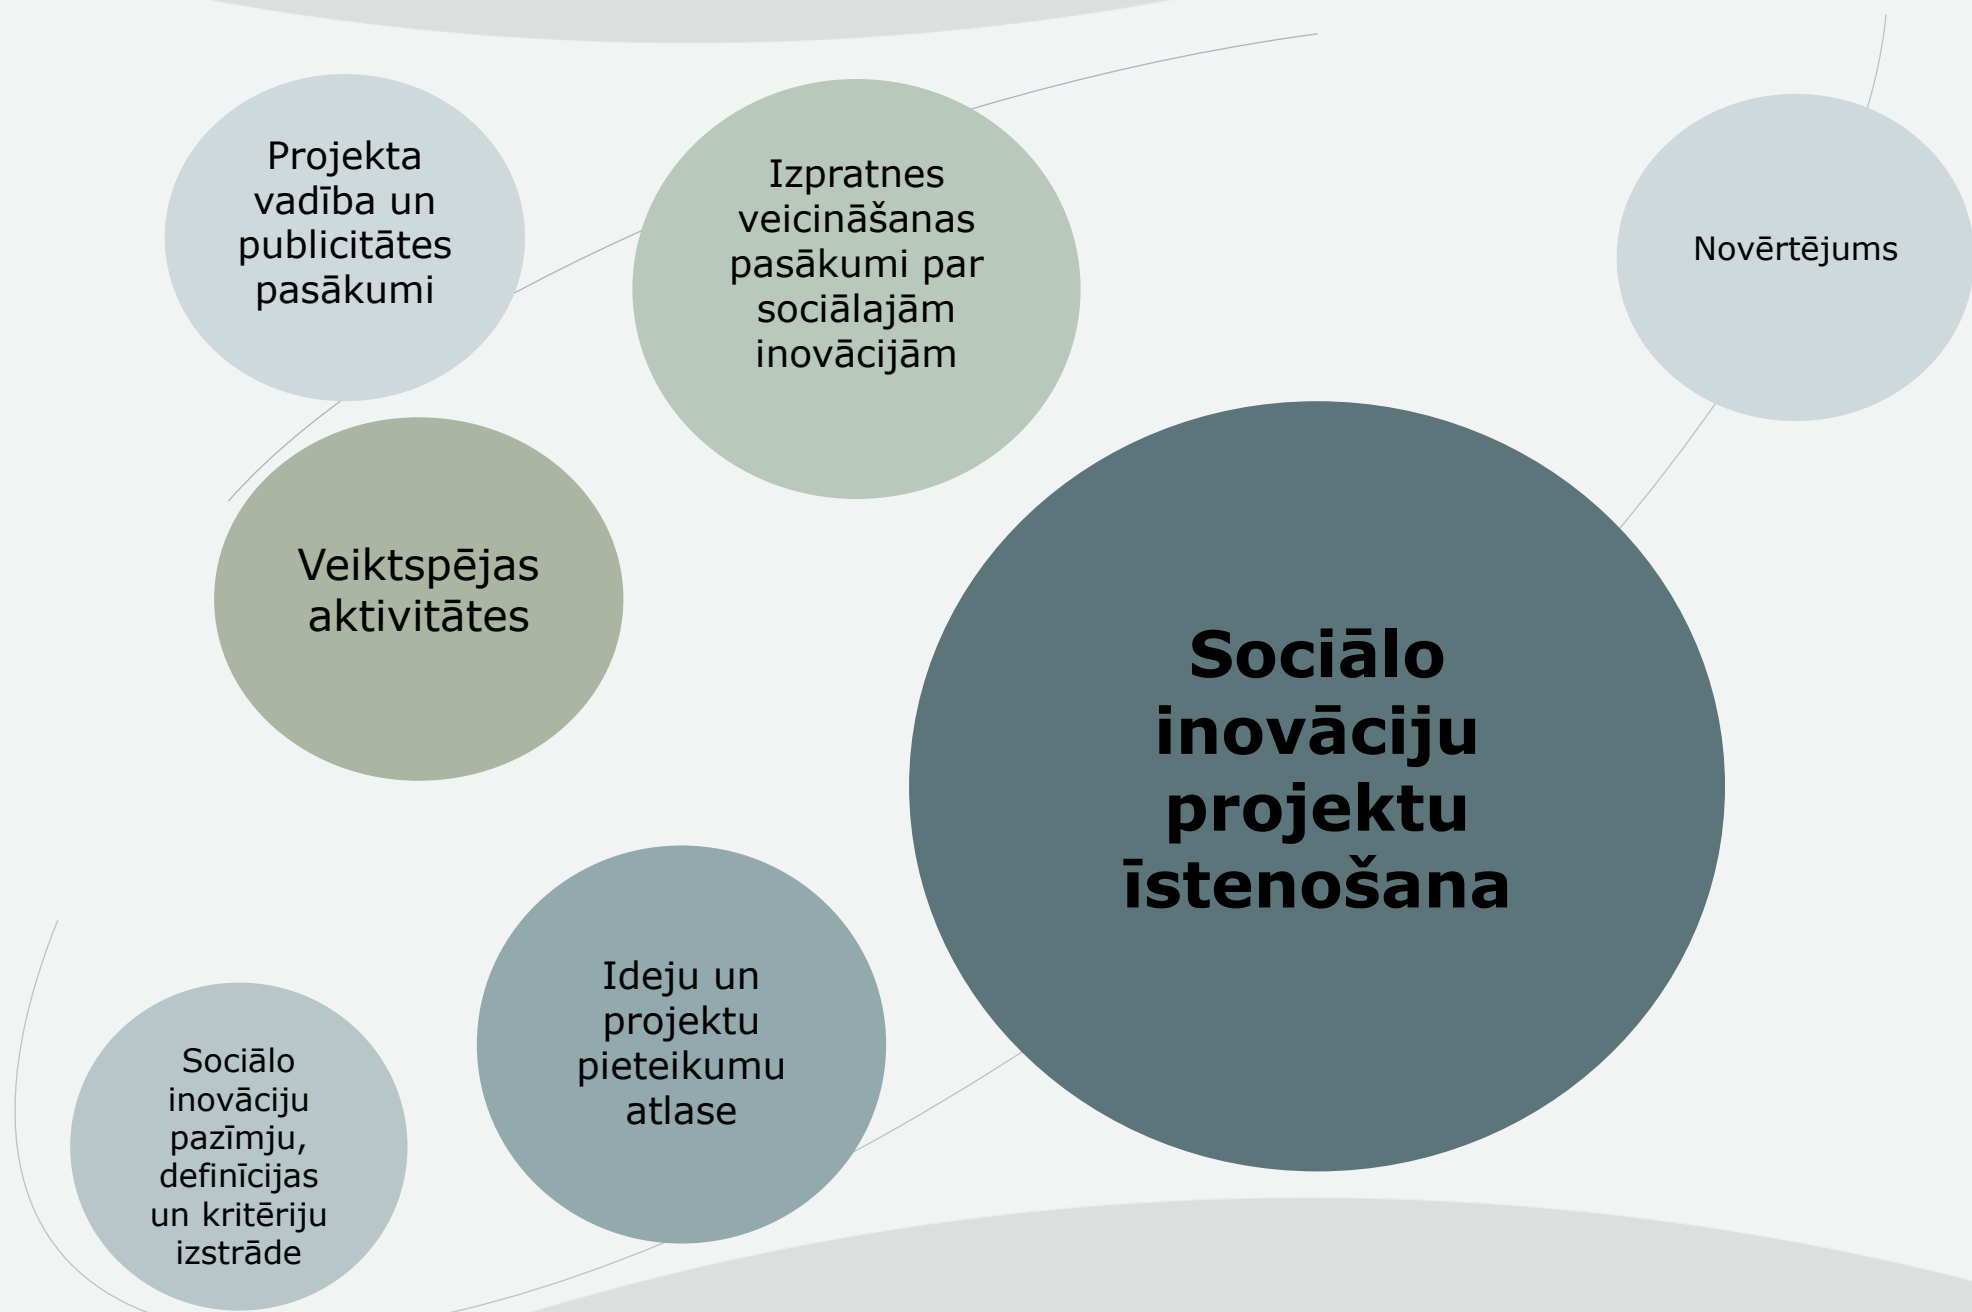 Projekta
vadība un
publicitātes
pasākumi
Izpratnes
veicināšanas
pasākumi par
sociālajām
inovācijām
Novērtējums
Veiktspējas
aktivitātes
Sociālo
inovāciju
projektu
īstenošana
Ideju un
projektu
pieteikumu
atlase
Sociālo
inovāciju
pazīmju,
definīcijas
un kritēriju
izstrāde